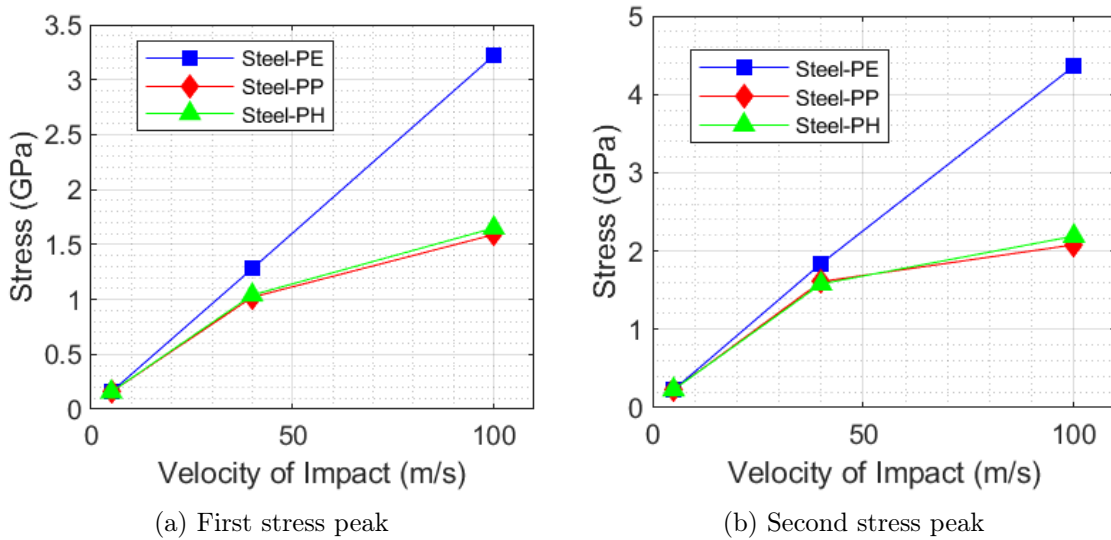 3.5
3
2.5
2
1.5
1
0.5
0
0
50
100
Stress (GPa)
Velocity of Impact (m/s)
Steel-PE
Steel-PP
Steel-PH
(a) First stress peak
5
4
3
2
1
0
0
50
100
Stress (GPa)
Velocity of Impact (m/s)
Steel-PE
Steel-PP
Steel-PH
(b) Second stress peak